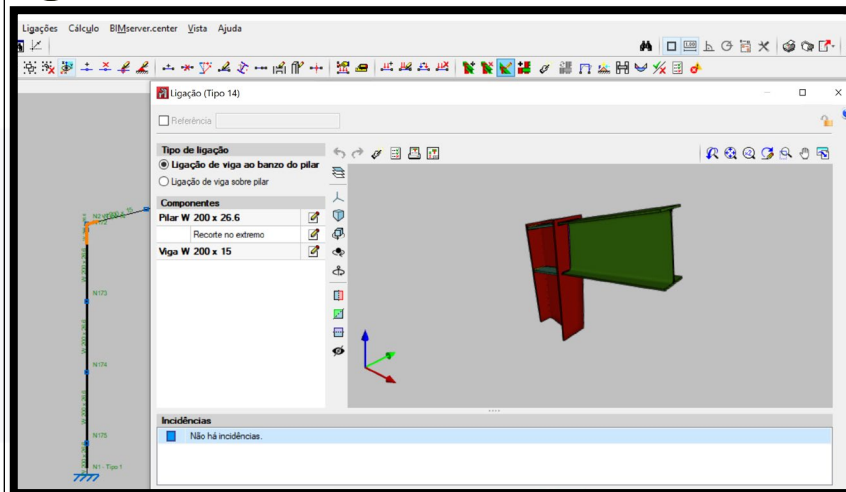 Ligações Cálculo BIMserver.center Vista Ajuda
Ligação (Tipo 14)
Referência
Tipo de ligação
Ligação de viga ao banzo do pilar
Ligação de viga sobre pilar
Componentes
Pilar W 200 x 26.6
Recorte no extremo
Viga W 200 x 15
N173
N174
N175
N1 - Tipo 1
Incidências
Não há incidências.